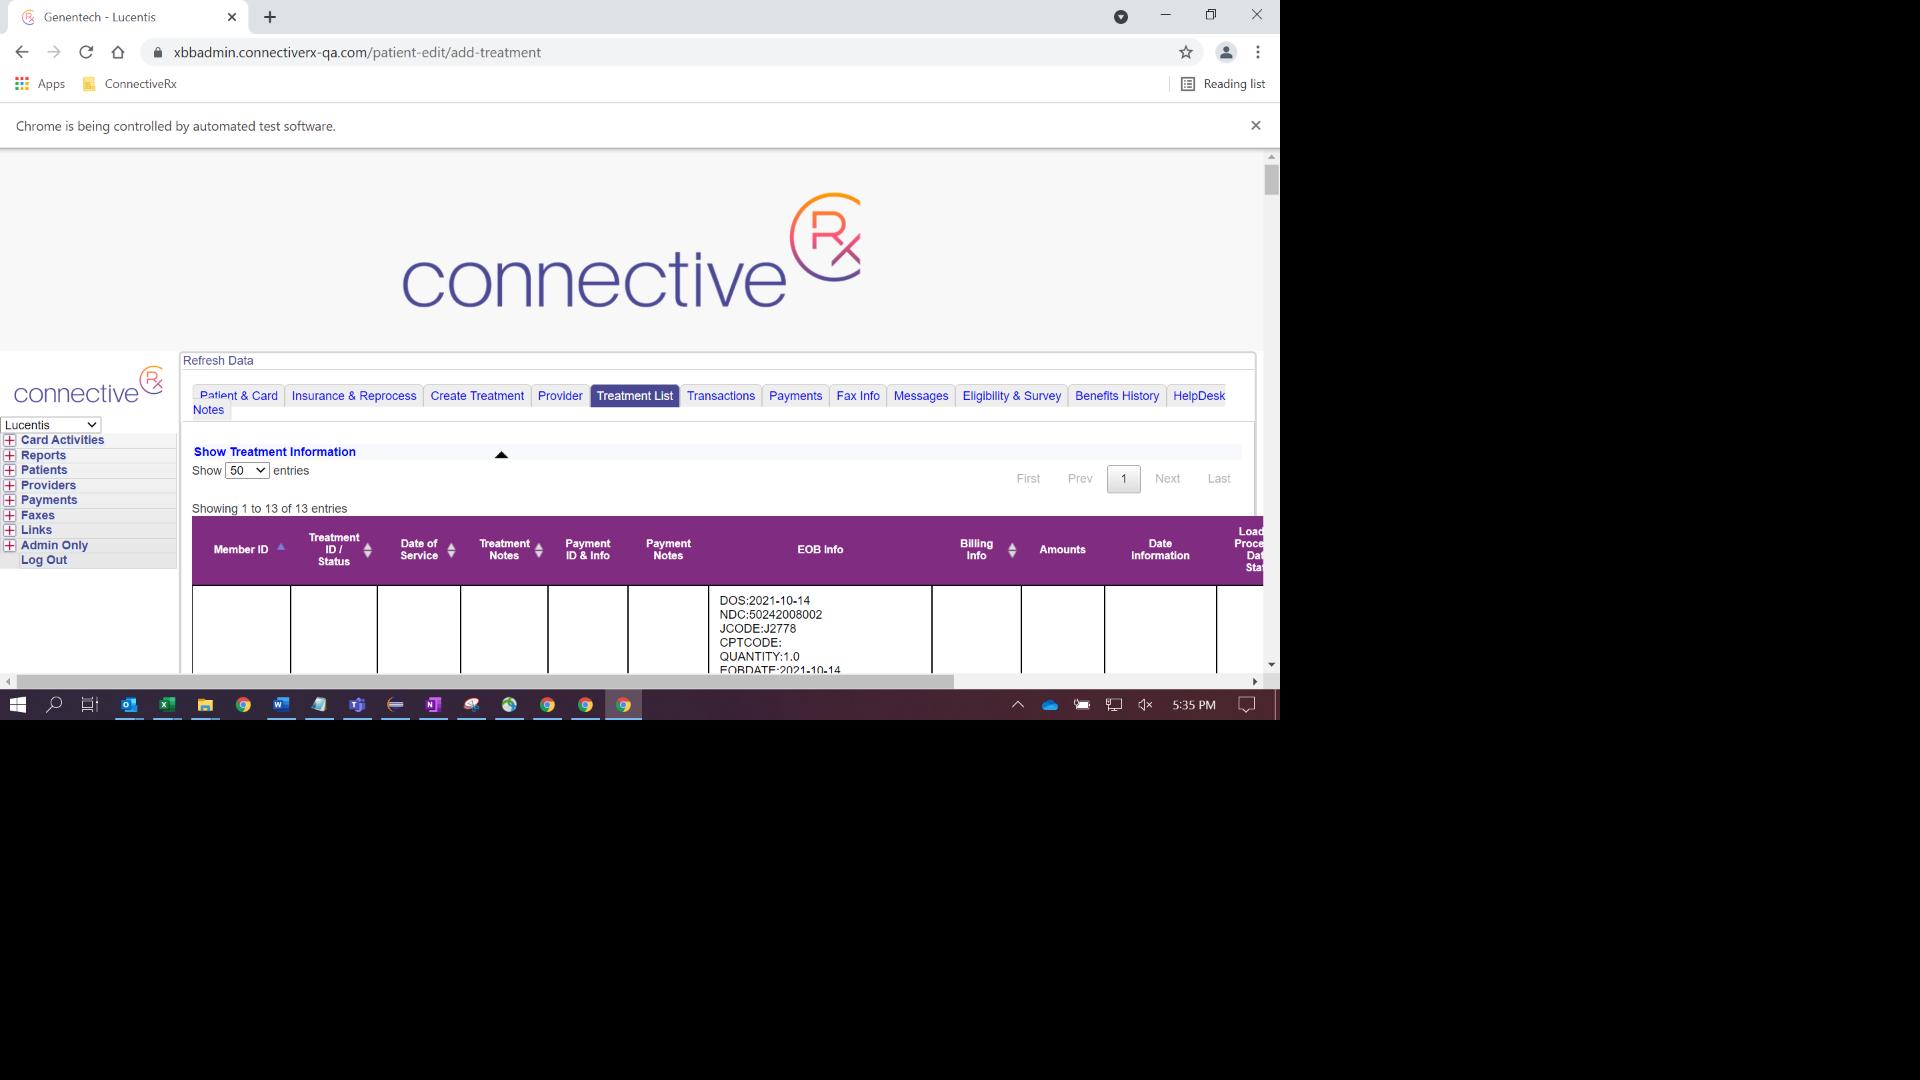 Genentech - Lucentis
xbbadmin.connectiverx-qa.com/patient-edit/add-treatment
Apps
ConnectiveRx
Reading list
Chrome is being controlled by automated test software.
connective Rx
Refresh Data
connective Rx
Patient & Card
Insurance & Reprocess
Create Treatment
Provider
Treatment List
Transactions
Payments
Fax Info
Messages
Eligibility & Survey
Benefits History
HelpDesk
Notes
Lucentis
Card Activities
Reports
Patients
Providers
Payments
Faxes
Links
Admin Only
Log Out
Show Treatment Information
Show 50 entries
First Prev 1 Next Last
Showing 1 to 13 of 13 entries
Member ID
Treatment
ID /
Status
Date of
Service
Treatment
Notes
Payment
ID & Info
Payment
Notes
EOB Info
Billing
Info
Amounts
Date
Information
Load
Proce
Dat
Sta
DOS:2021-10-14
NDC:50242008002
JCODE:J2778
CPTCODE:
QUANTITY:1.0
EOBDATE:2021-10-14
5:35 PM